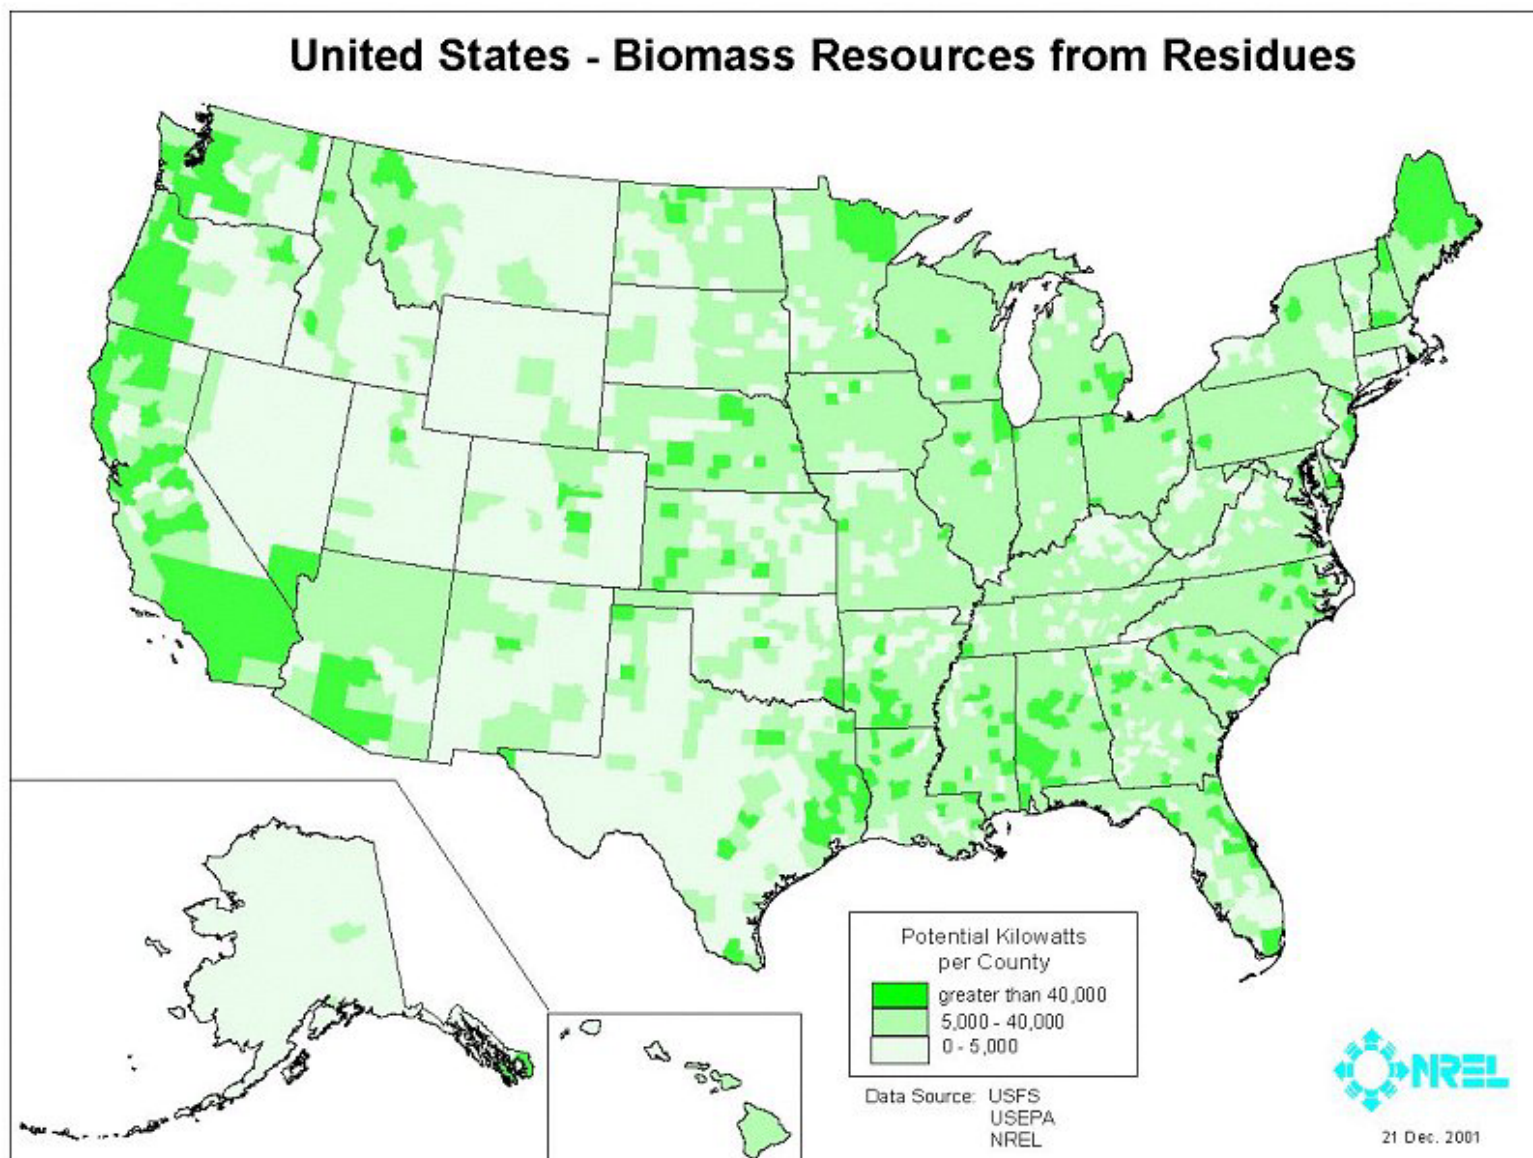 United States - Biomass Resources from Residues
Potential Kilowatts
per County
greater than 40,000
5,000 - 40,000
0 - 5,000
Data Source: USFS
USEPA
NREL
NREL
21 Dec. 2001